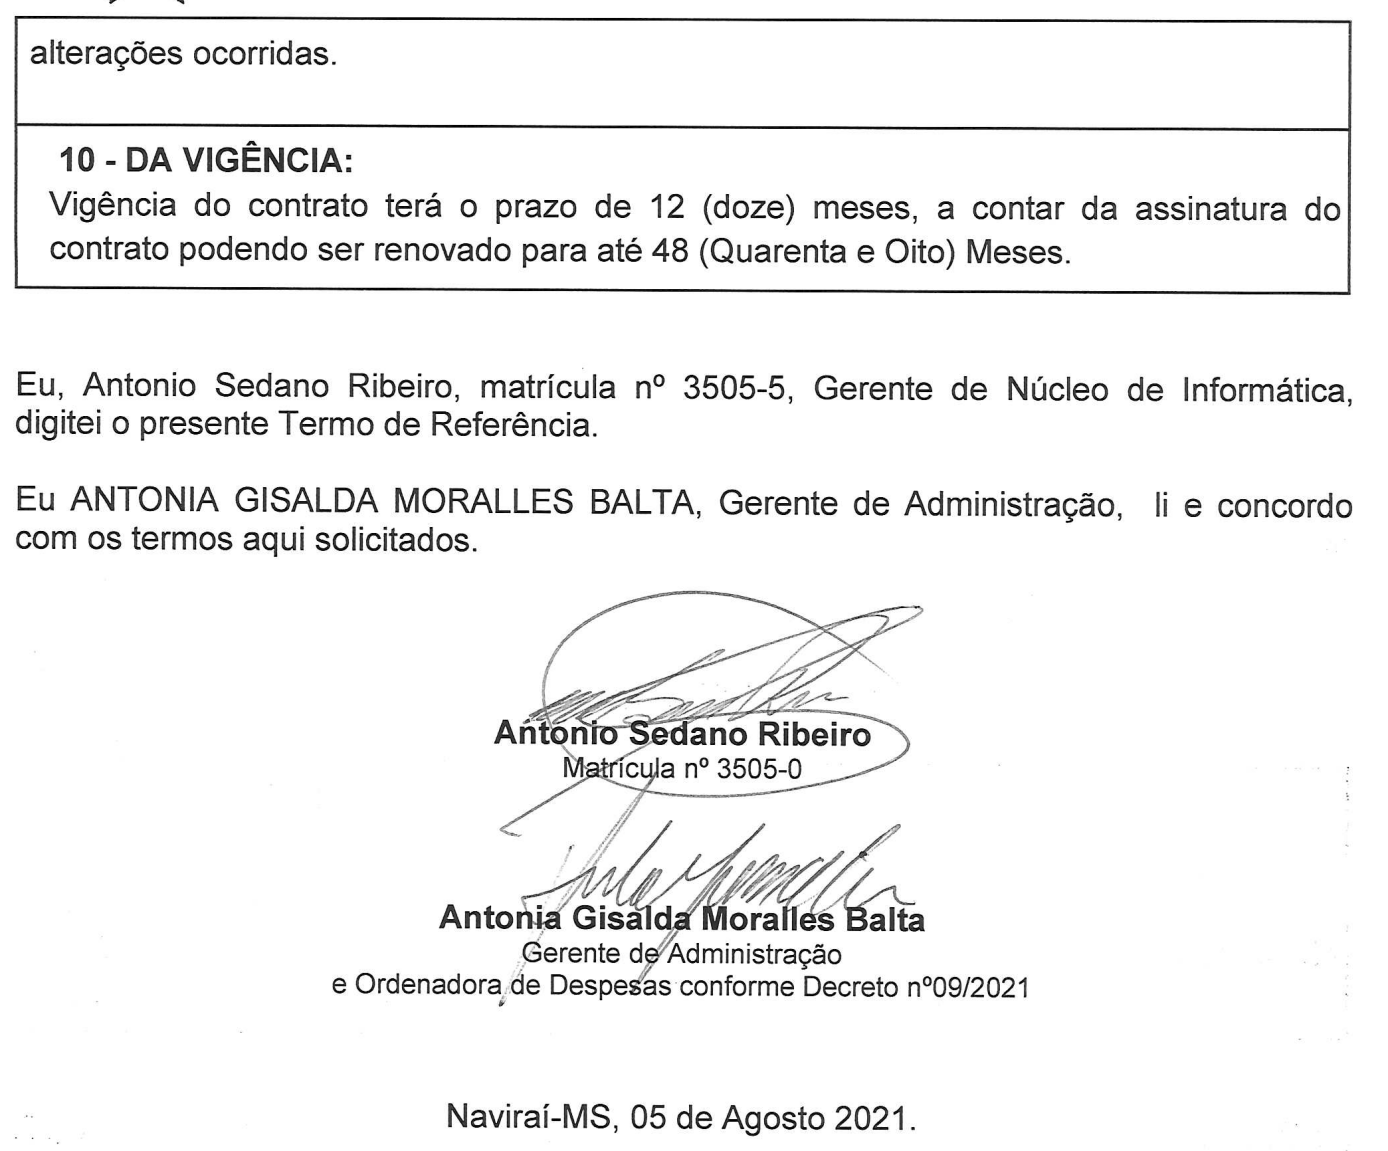 alterações ocorridas.
10 - DA VIGÊNCIA:
Vigência do contrato terá o prazo de 12 (doze) meses, a contar da assinatura do
contrato podendo ser renovado para até 48 (Quarenta e Oito) Meses.
Eu, Antonio Sedano Ribeiro, matrícula nº 3505-5, Gerente de Núcleo de Informática,
digitei o presente Termo de Referência.
Eu ANTONIA GISALDA MORALLES BALTA, Gerente de Administração, li e concordo
com os termos aqui solicitados.
Antonio Sedano Ribeiro
Matrícula nº 3505-0
Antonia Gisalda Moralles Balta
Gerente de Administração
e Ordenadora de Despesas conforme Decreto nº09/2021
Naviraí-MS, 05 de Agosto 2021.